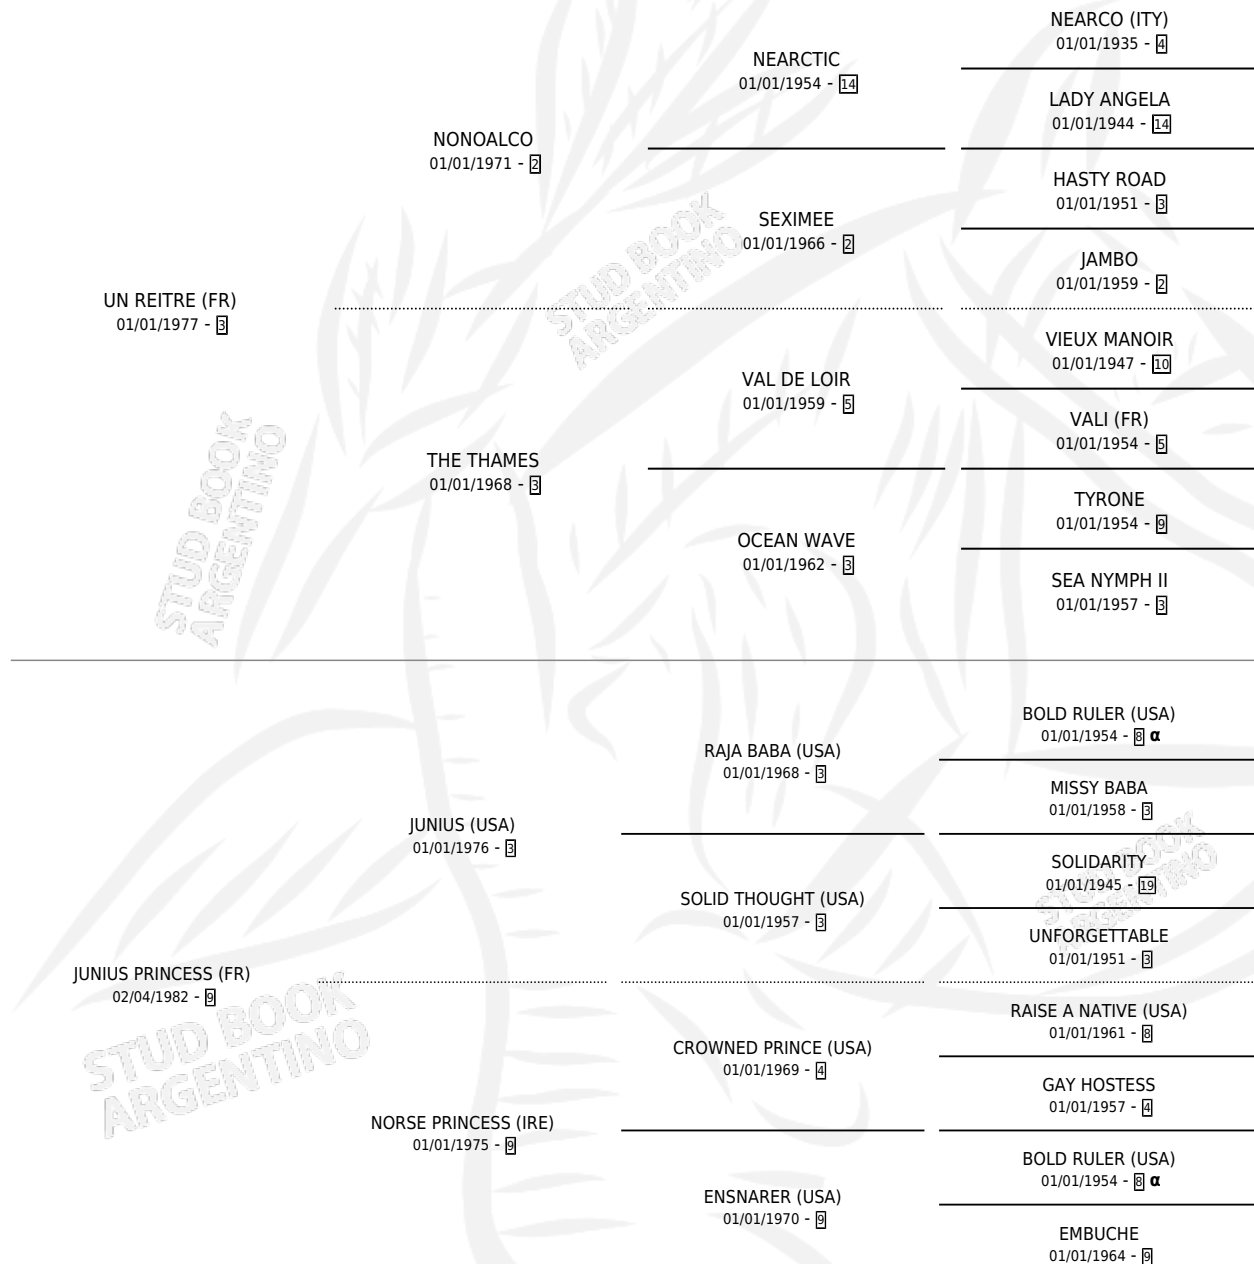 NEARCO (ITY)
01/01/1935 - 4
NEARCTIC
01/01/1954 - 14
LADY ANGELA
01/01/1944 - 14
NONOALCO
01/01/1971 - 2
HASTY ROAD
01/01/1951 - 3
SEXIMEE
01/01/1966 - 2
JAMBO
01/01/1959 - 2
UN REITRE (FR)
01/01/1977 - 3
VIEUX MANOIR
01/01/1947 - 10
VAL DE LOIR
01/01/1959 - 5
VALI (FR)
01/01/1954 - 5
THE THAMES
01/01/1968 - 3
TYRONE
01/01/1954 - 9
OCEAN WAVE
01/01/1962 - 3
SEA NYMPH II
01/01/1957 - 3
BOLD RULER (USA)
01/01/1954 - 8 α
RAJA BABA (USA)
01/01/1968 - 3
MISSY BABA
01/01/1958 - 3
JUNIUS (USA)
01/01/1976 - 3
SOLIDARITY
01/01/1945 - 19
SOLID THOUGHT (USA)
01/01/1957 - 3
UNFORGETTABLE
01/01/1951 - 3
JUNIUS PRINCESS (FR)
02/04/1982 - 9
RAISE A NATIVE (USA)
01/01/1961 - 8
CROWNED PRINCE (USA)
01/01/1969 - 4
GAY HOSTESS
01/01/1957 - 4
NORSE PRINCESS (IRE)
01/01/1975 - 9
BOLD RULER (USA)
01/01/1954 - 8 α
ENSNARER (USA)
01/01/1970 - 9
EMBUCHE
01/01/1964 - 9
STUD BOOK
ARGENTINO
STUD BOOK
ARGENTINO
STUD BOOK
ARGENTINO
STUD BOOK
ARGENTINO